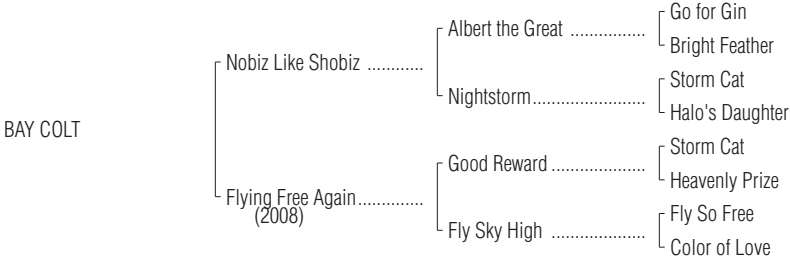 Go for Gin
Albert the Great ................
Bright Feather
Nobiz Like Shobiz ............
Storm Cat
Nightstorm................................
Halo's Daughter
BAY COLT
Storm Cat
Good Reward ....................
Heavenly Prize
Flying Free Again..............
(2008)
Fly So Free
Fly Sky High ....................
Color of Love